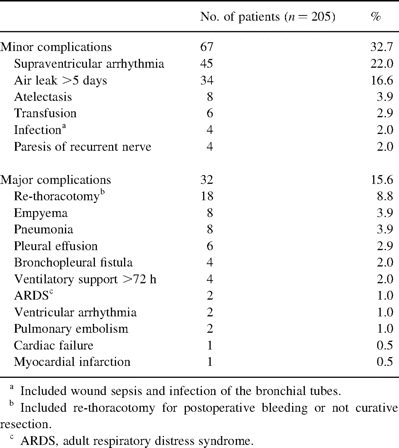 No. of patients (n = 205) %
Minor complications 67 32.7
Supraventricular arrhythmia 45 22.0
Air leak >5 days 34 16.6
Atelectasis 8 3.9
Transfusion 6 2.9
Infectionᵃ 4 2.0
Paresis of recurrent nerve 4 2.0
Major complications 32 15.6
Re-thoracotomyᵇ 18 8.8
Empyema 8 3.9
Pneumonia 8 3.9
Pleural effusion 6 2.9
Bronchopleural fistula 4 2.0
Ventilatory support >72 h 4 2.0
ARDSᶜ 2 1.0
Ventricular arrhythmia 2 1.0
Pulmonary embolism 2 1.0
Cardiac failure 1 0.5
Myocardial infarction 1 0.5
ᵃ Included wound sepsis and infection of the bronchial tubes.
ᵇ Included re-thoracotomy for postoperative bleeding or not curative
resection.
ᶜ ARDS, adult respiratory distress syndrome.